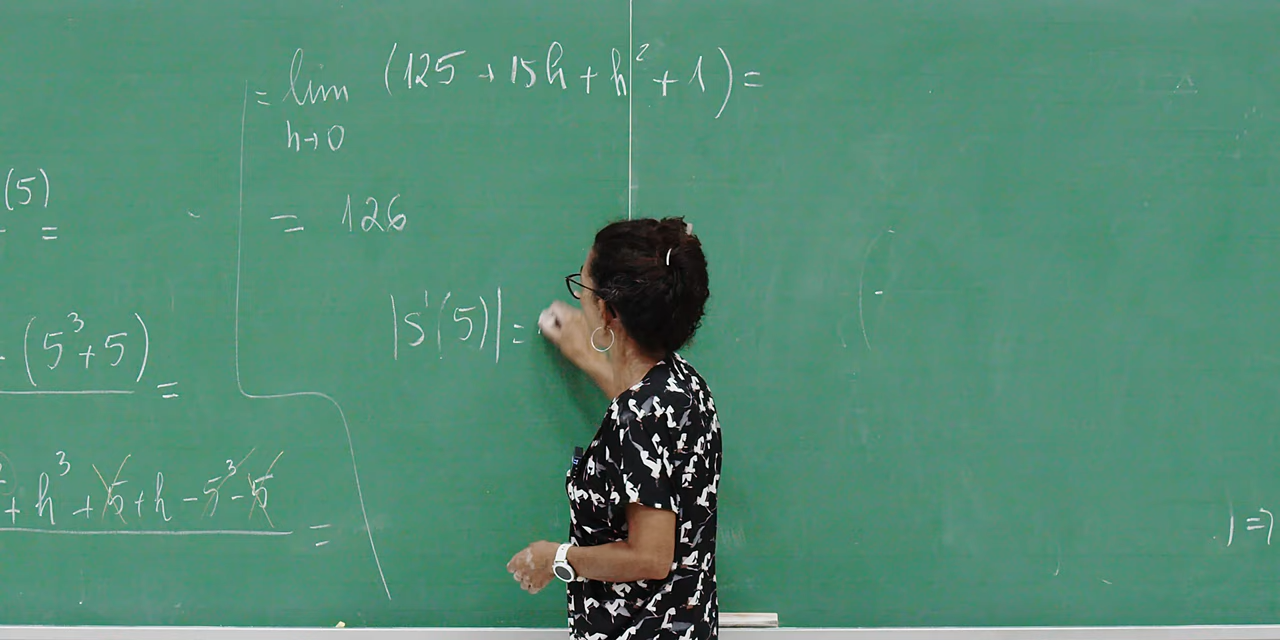 (5)
=
- (5³+5) =
+ h³ + 5 + h - 5³ - 5 =
= lim (125 + 15h + h² + 1) =
h→0
= 126
|S'(5)| =
) =